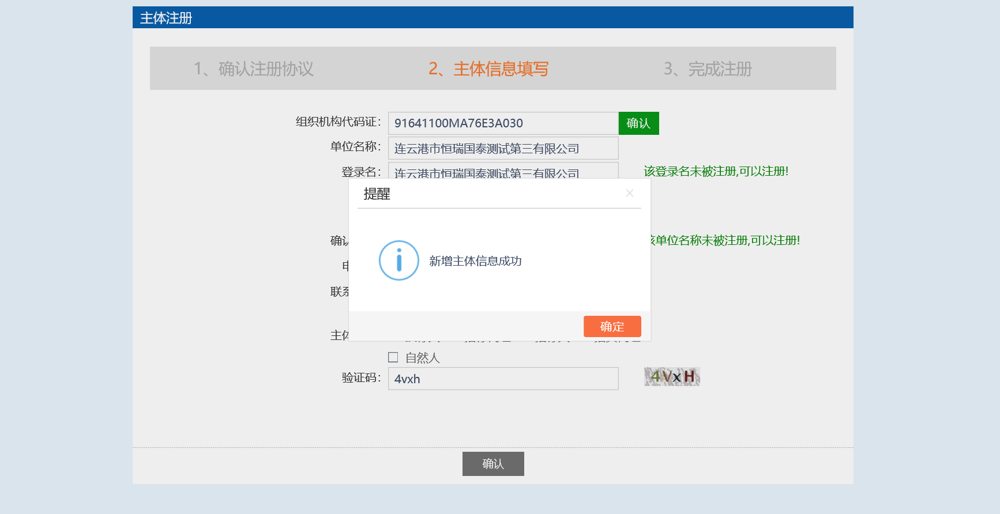 主体注册
1、确认注册协议
2、主体信息填写
3、完成注册
组织机构代码证：
91641100MA76E3A030
确认
单位名称：
连云港市恒瑞国泰测试第三有限公司
登录名：
连云港市恒瑞国泰测试第三有限公司
该登录名未被注册,可以注册!
提醒
×
确认
该单位名称未被注册,可以注册!
新增主体信息成功
联系
确定
主体
自然人
验证码：
4vxh
4VxH
确认